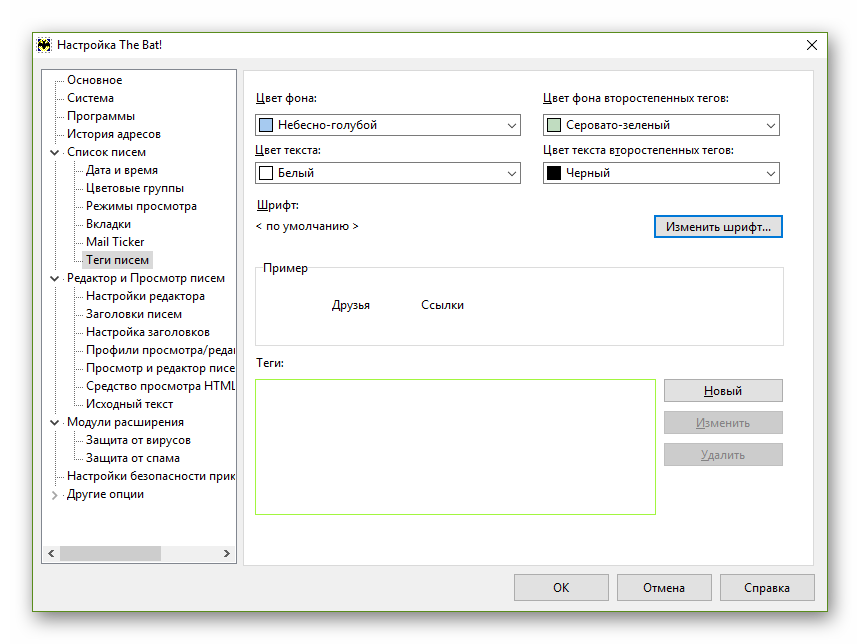 Настройка The Bat!
Основное
Система
Программы
История адресов
Список писем
Дата и время
Цветовые группы
Режимы просмотра
Вкладки
Mail Ticker
Теги писем
Редактор и Просмотр писем
Настройки редактора
Заголовки писем
Настройка заголовков
Профили просмотра/редаі
Просмотр и редактор писе
Средство просмотра HTML
Исходный текст
Модули расширения
Защита от вирусов
Защита от спама
Настройки безопасности прик
Другие опции
Цвет фона:
Цвет фона второстепенных тегов:
Небесно-голубой
Серовато-зеленый
Цвет текста:
Цвет текста второстепенных тегов:
Белый
Черный
Шрифт:
< по умолчанию >
Изменить шрифт...
Пример
Друзья
Ссылки
Теги:
Новый
Изменить
Удалить
OK
Отмена
Справка